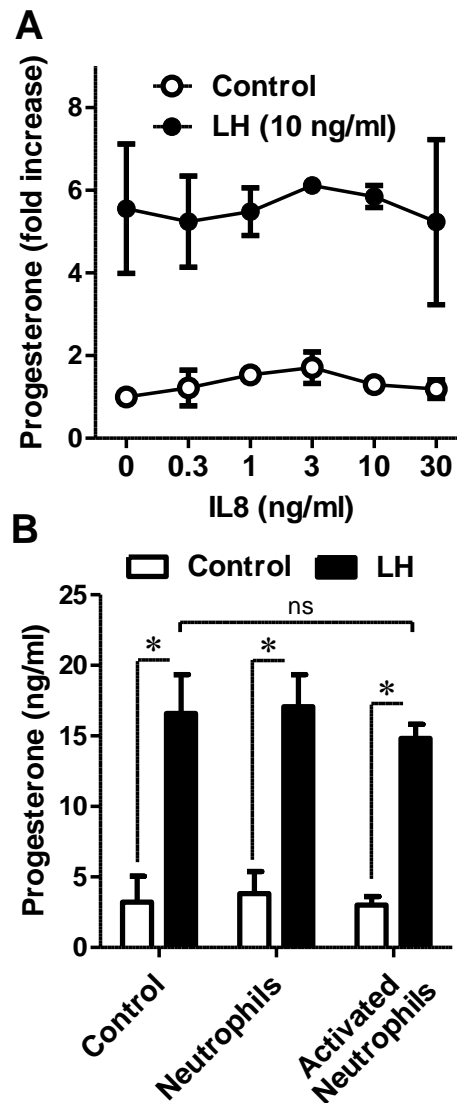 A
Progesterone (fold increase)
8
6
4
2
0
Control
LH (10 ng/ml)
0 0.3 1 3 10 30
IL8 (ng/ml)
B
Control LH
Progesterone (ng/ml)
25
20
15
10
5
0
ns
* * *
Control
Neutrophils
Activated
Neutrophils